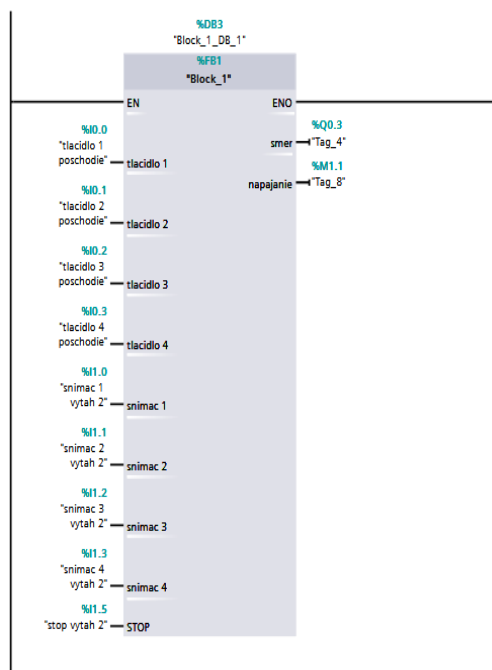 %DB3
"Block_1_DB_1"
%FB1
"Block_1"
EN ENO
%I0.0
"tlacidlo 1
poschodie"
tlacidlo 1
smer
%Q0.3
"Tag_4"
napajanie
%M1.1
"Tag_8"
%I0.1
"tlacidlo 2
poschodie"
tlacidlo 2
%I0.2
"tlacidlo 3
poschodie"
tlacidlo 3
%I0.3
"tlacidlo 4
poschodie"
tlacidlo 4
%I1.0
"snimac 1
vytah 2"
snimac 1
%I1.1
"snimac 2
vytah 2"
snimac 2
%I1.2
"snimac 3
vytah 2"
snimac 3
%I1.3
"snimac 4
vytah 2"
snimac 4
%I1.5
"stop vytah 2"
STOP